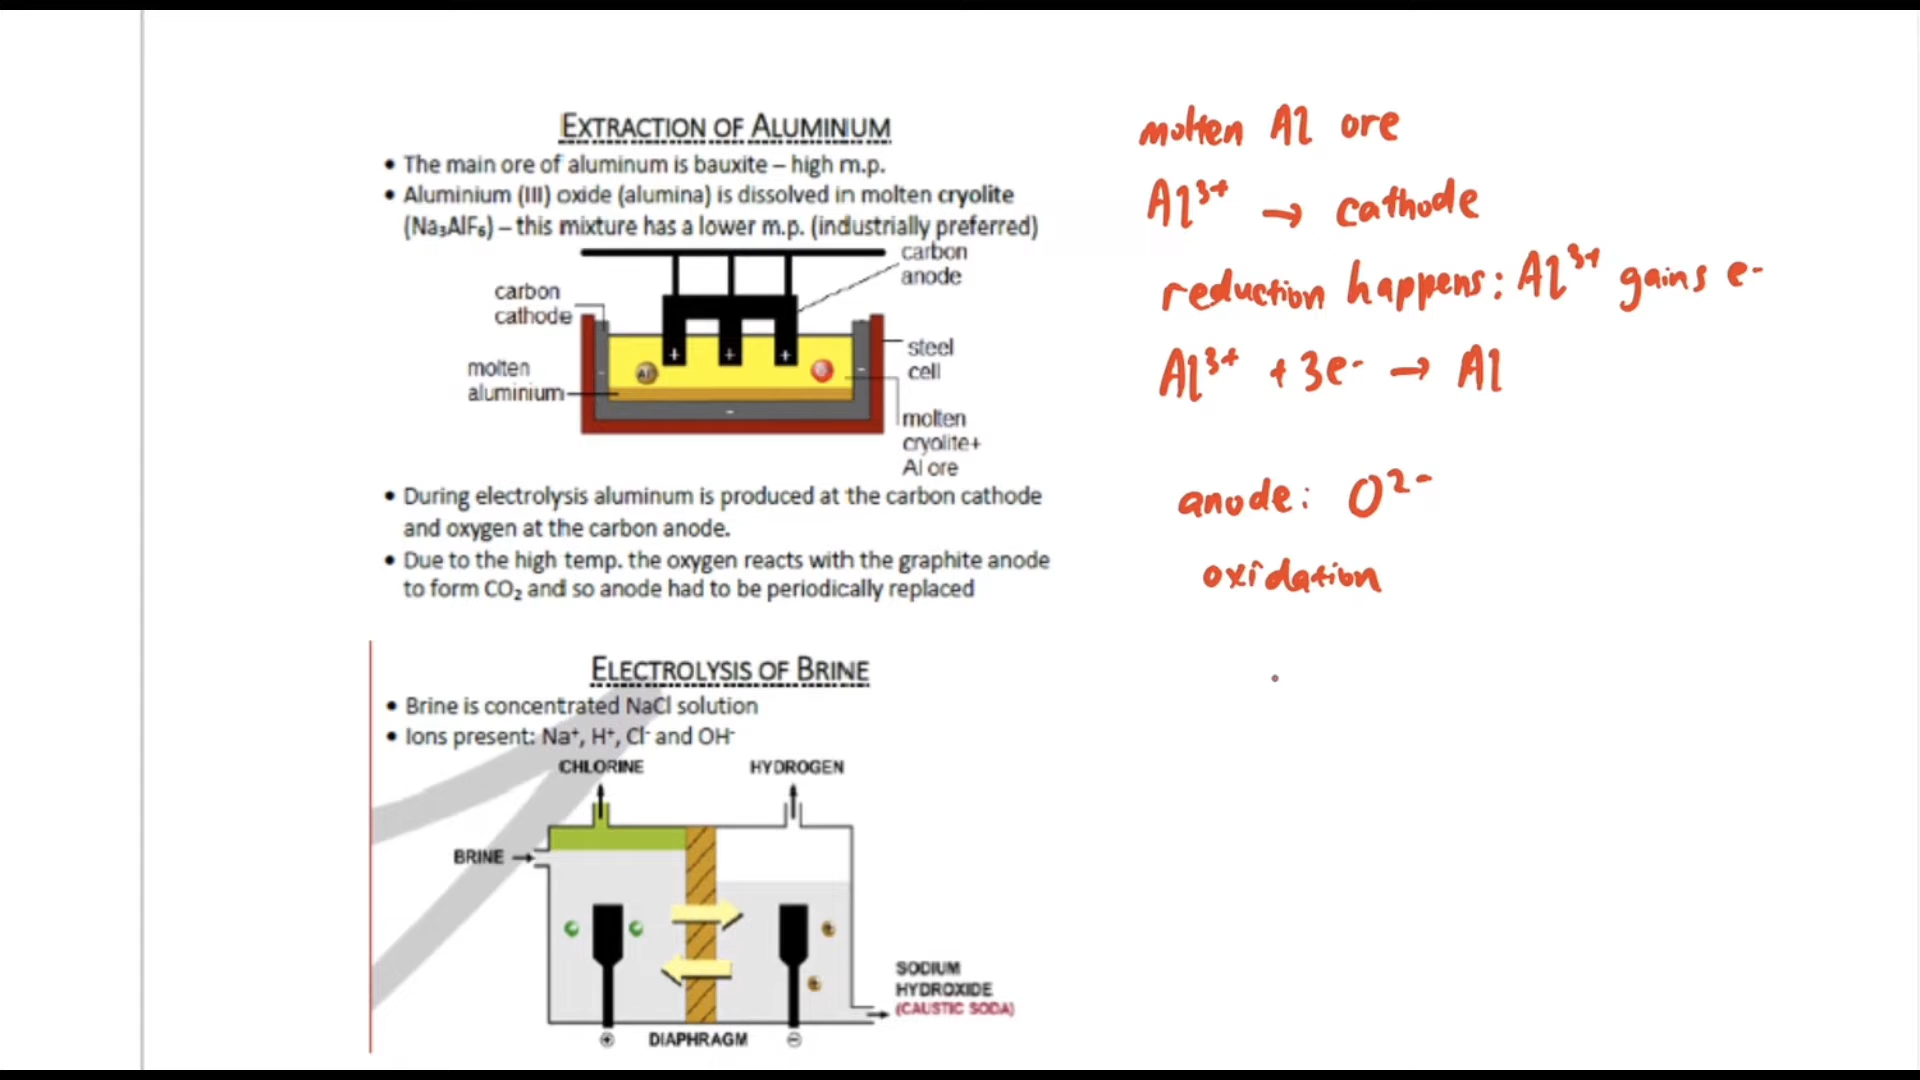 EXTRACTION OF ALUMINUM
• The main ore of aluminum is bauxite – high m.p.
• Aluminium (III) oxide (alumina) is dissolved in molten cryolite
(Na₃AlF₆) – this mixture has a lower m.p. (industrially preferred)
carbon
anode
carbon
cathode
steel
cell
molten
aluminium
+ + +
Al
- - -
molten
cryolite+
Al ore
• During electrolysis aluminum is produced at the carbon cathode
and oxygen at the carbon anode.
• Due to the high temp. the oxygen reacts with the graphite anode
to form CO₂ and so anode had to be periodically replaced
ELECTROLYSIS OF BRINE
• Brine is concentrated NaCl solution
• Ions present: Na⁺, H⁺, Cl⁻ and OH⁻
CHLORINE
HYDROGEN
BRINE
SODIUM
HYDROXIDE
(CAUSTIC SODA)
+
DIAPHRAGM
-
molten Al ore
Al³⁺ → cathode
reduction happens: Al³⁺ gains e-
Al³⁺ + 3e- → Al
anode: O²⁻
oxidation